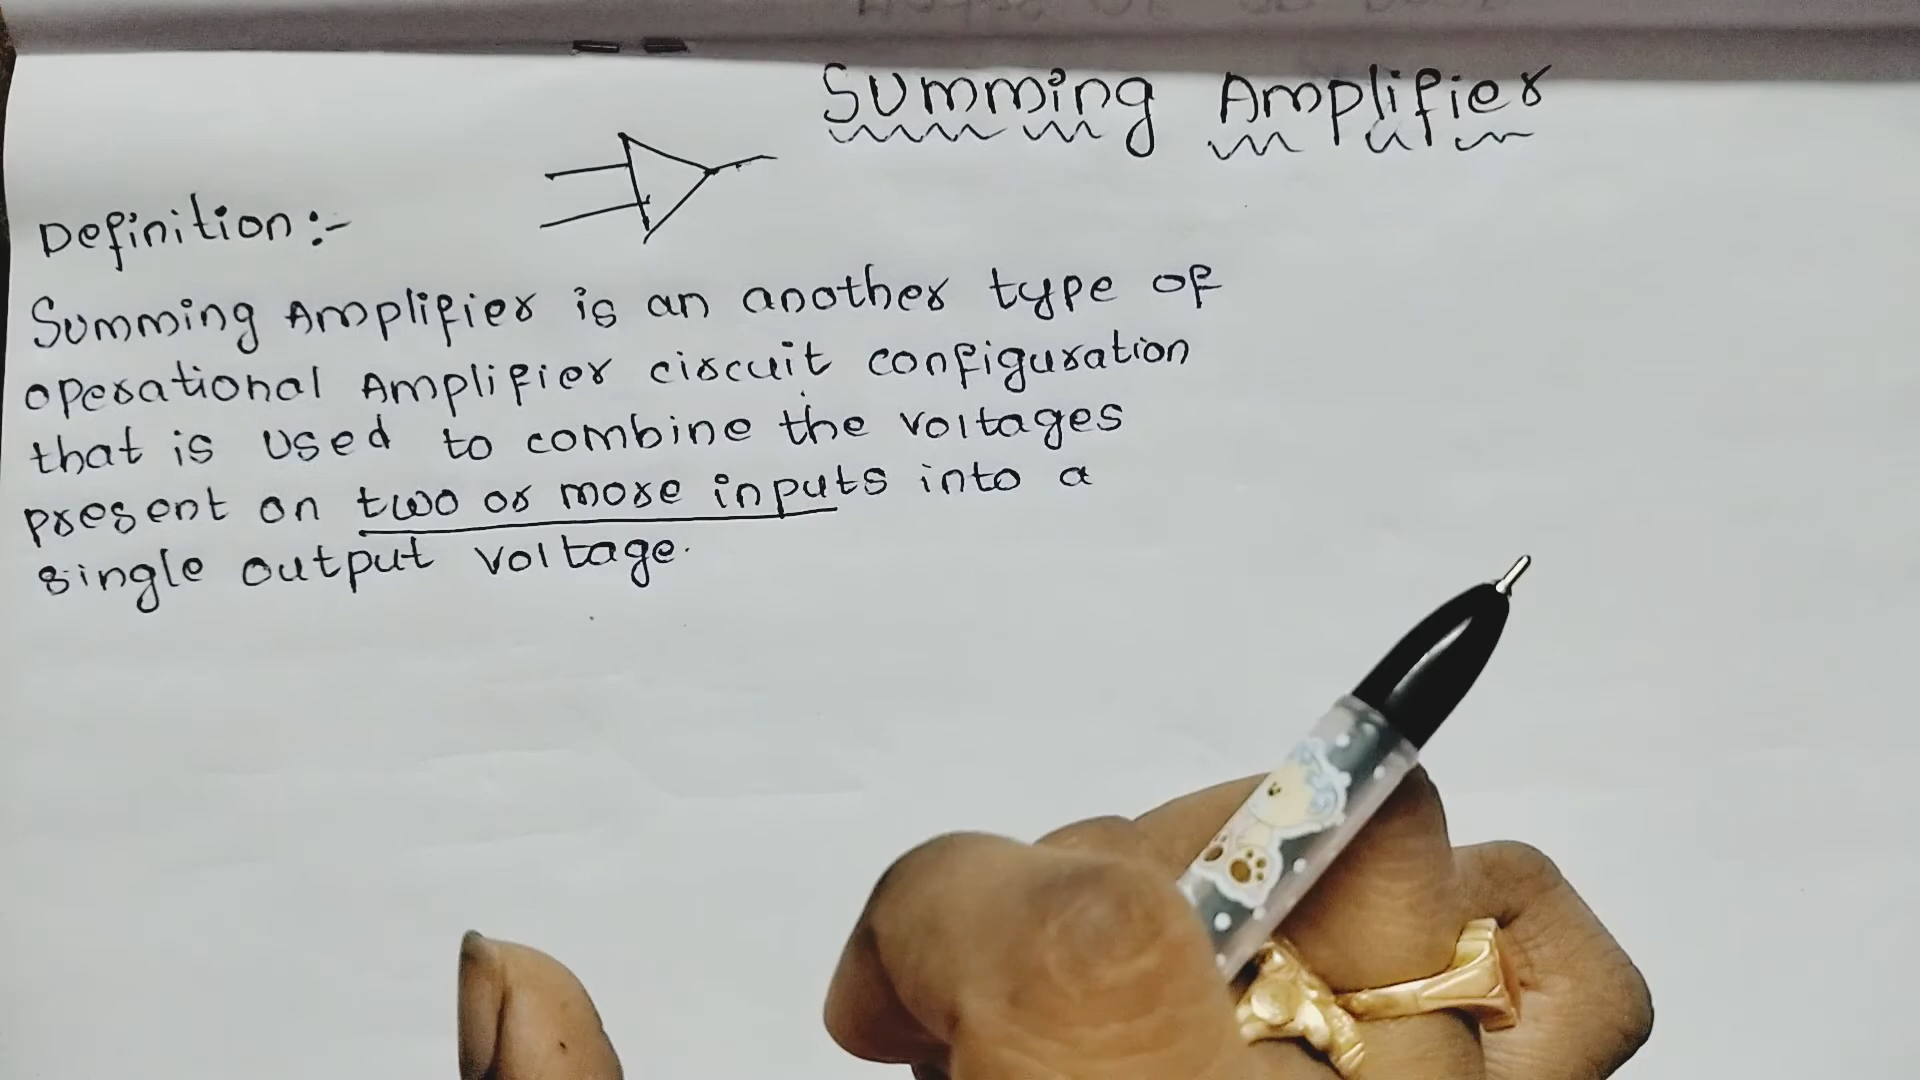 Summing Amplifier
Definition:-
Summing Amplifier is an another type of
operational Amplifier circuit configuration
that is used to combine the voltages
present on two or more inputs into a
single output voltage.